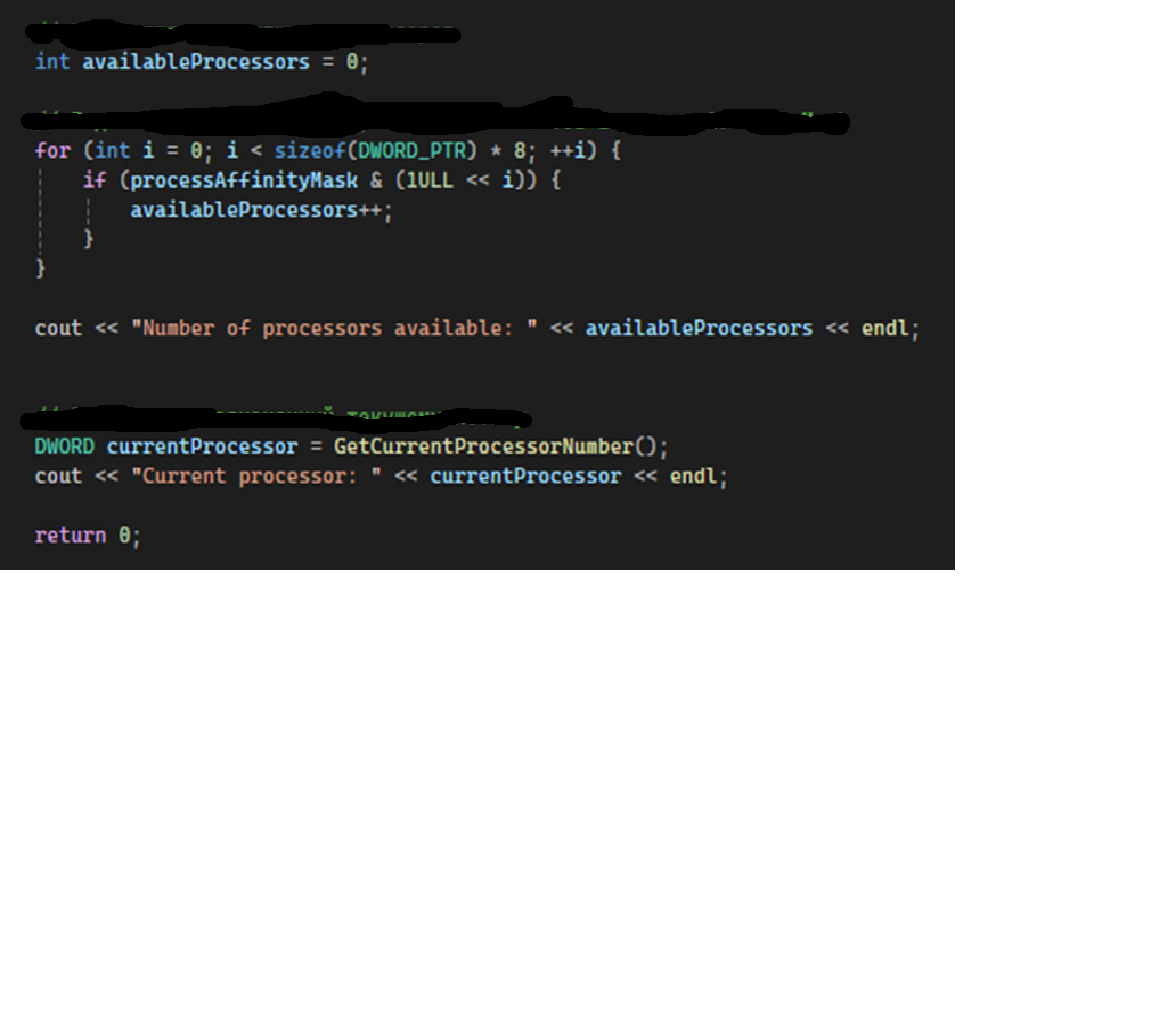 int availableProcessors = 0;
for (int i = 0; i < sizeof(DWORD_PTR) * 8; ++i) {
if (processAffinityMask & (1ULL << i)) {
availableProcessors++;
}
}
cout << "Number of processors available: " << availableProcessors << endl;
//
DWORD currentProcessor = GetCurrentProcessorNumber();
cout << "Current processor: " << currentProcessor << endl;
return 0;